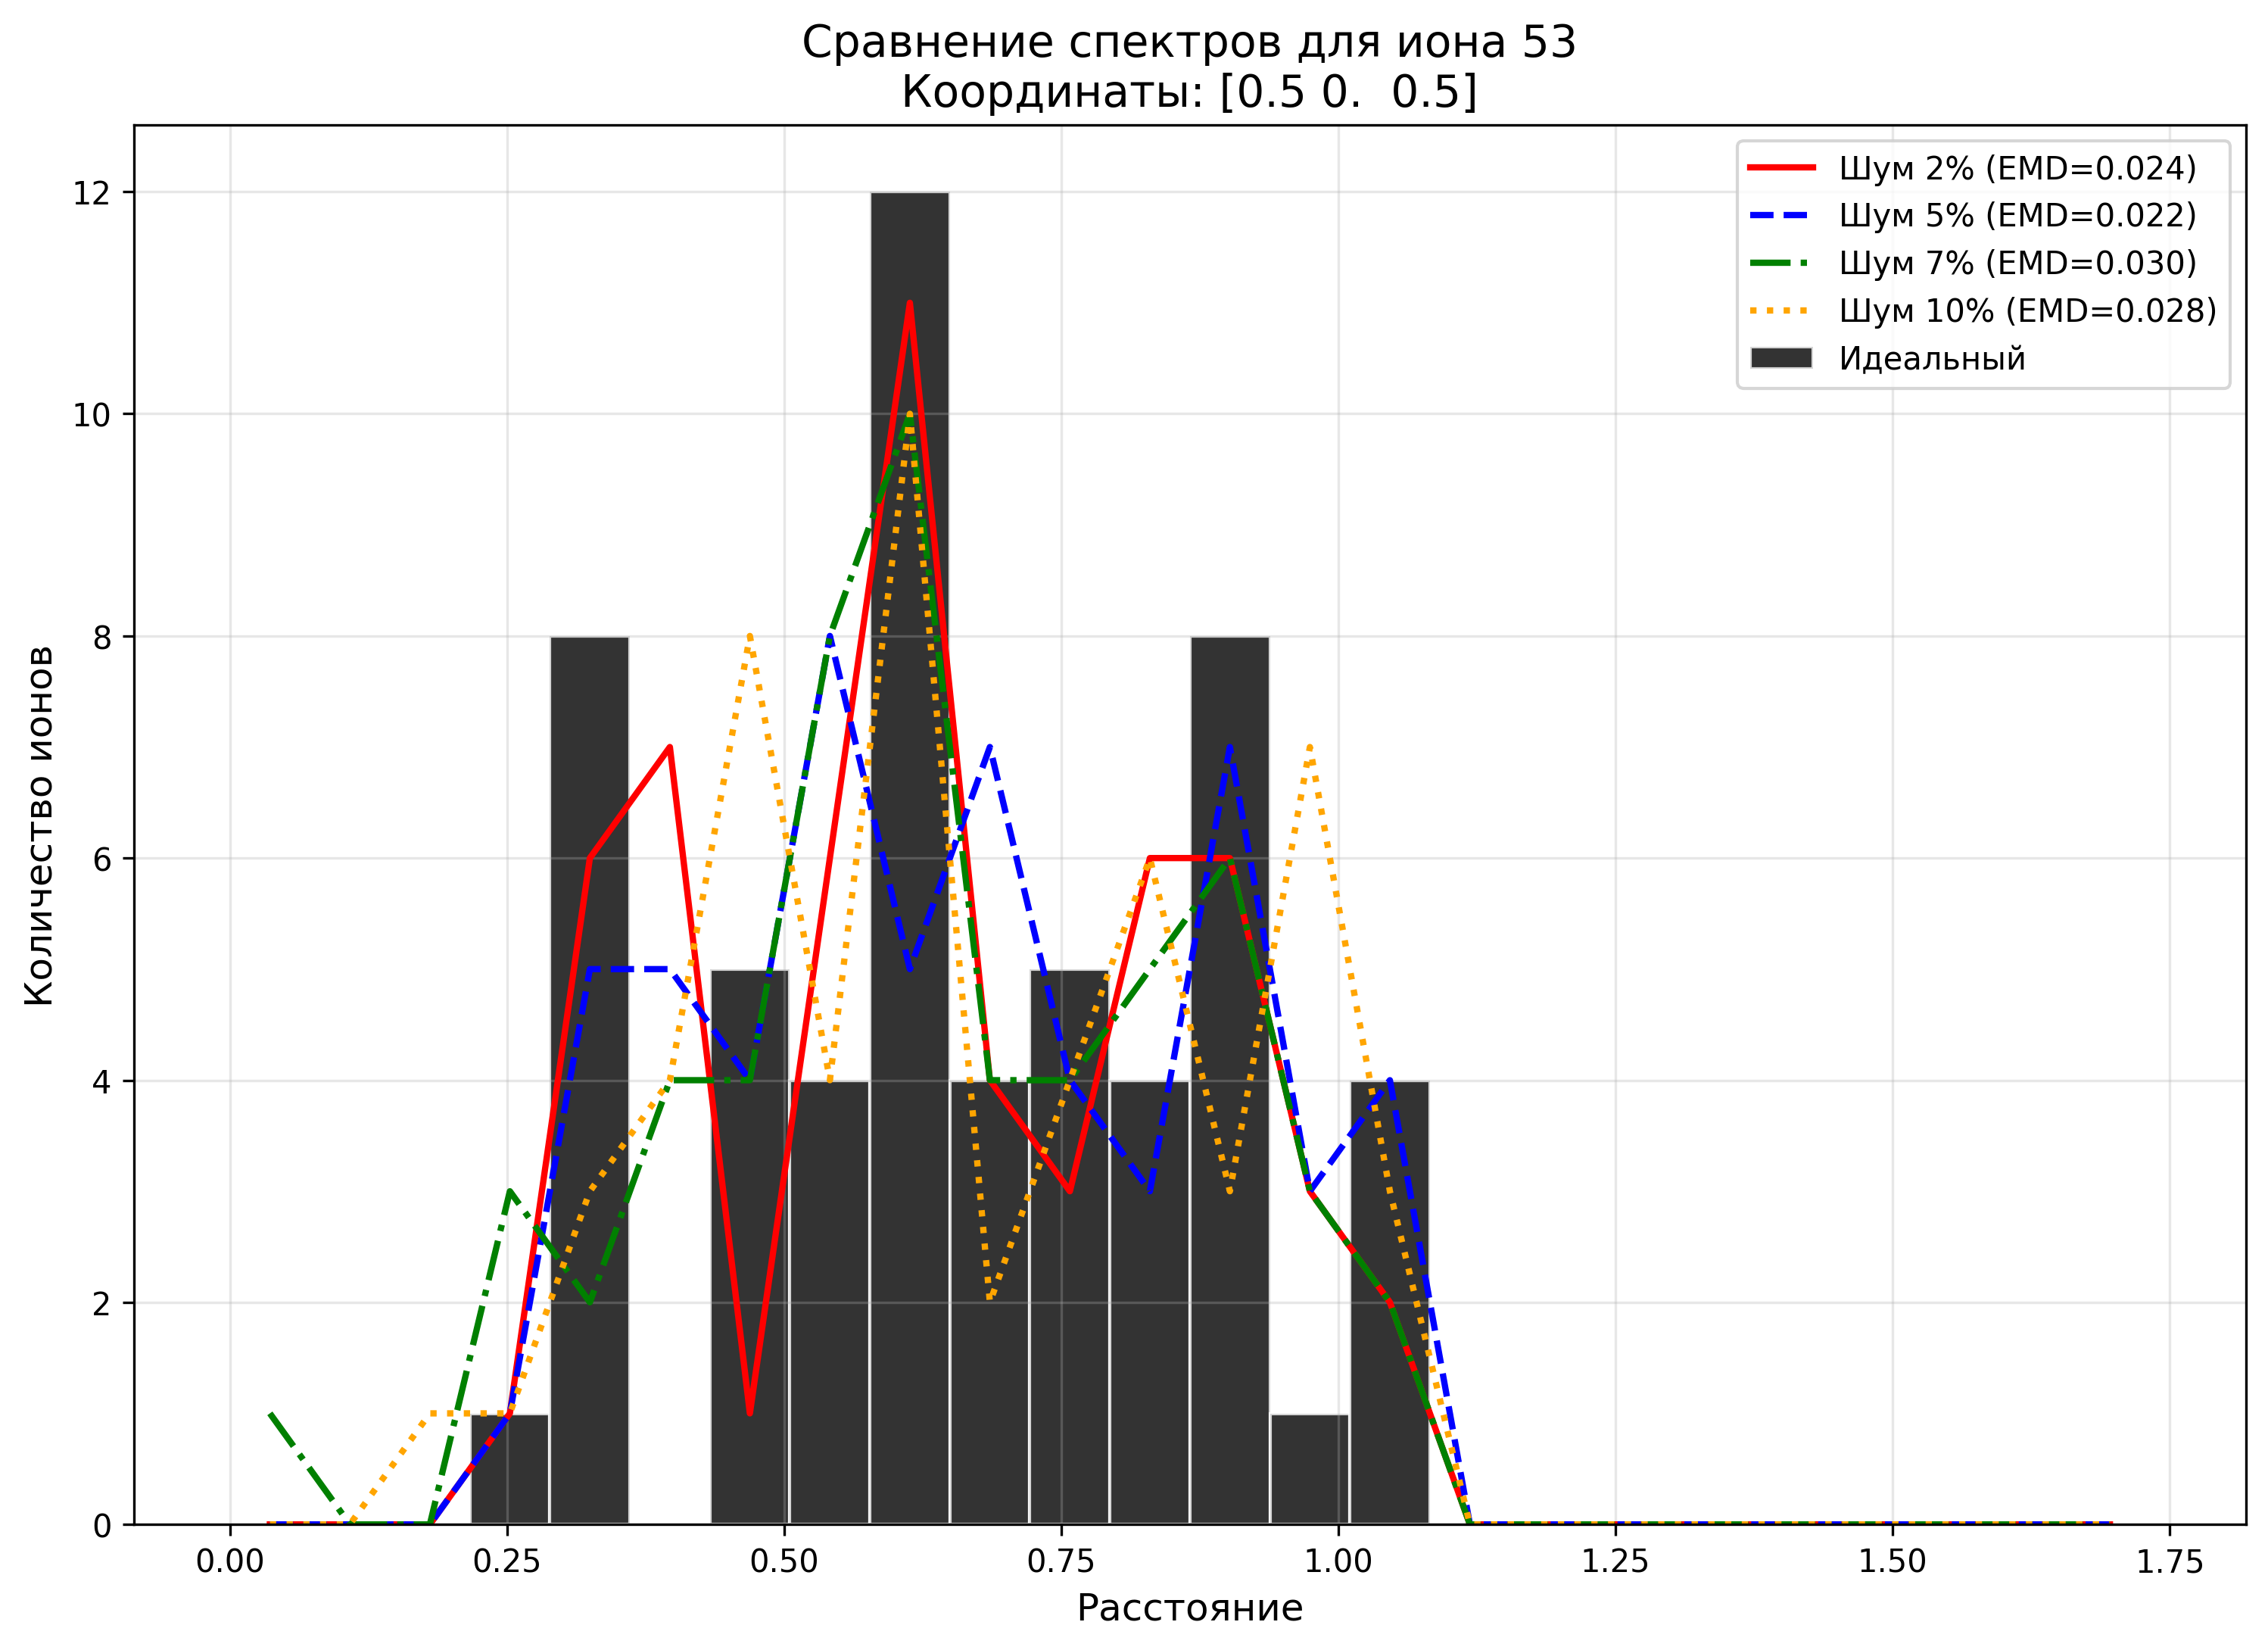 Сравнение спектров для иона 53
Координаты: [0.5 0.  0.5]
Шум 2% (EMD=0.024)
Шум 5% (EMD=0.022)
Шум 7% (EMD=0.030)
Шум 10% (EMD=0.028)
Идеальный
Количество ионов
12
10
8
6
4
2
0
0.00 0.25 0.50 0.75 1.00 1.25 1.50 1.75
Расстояние